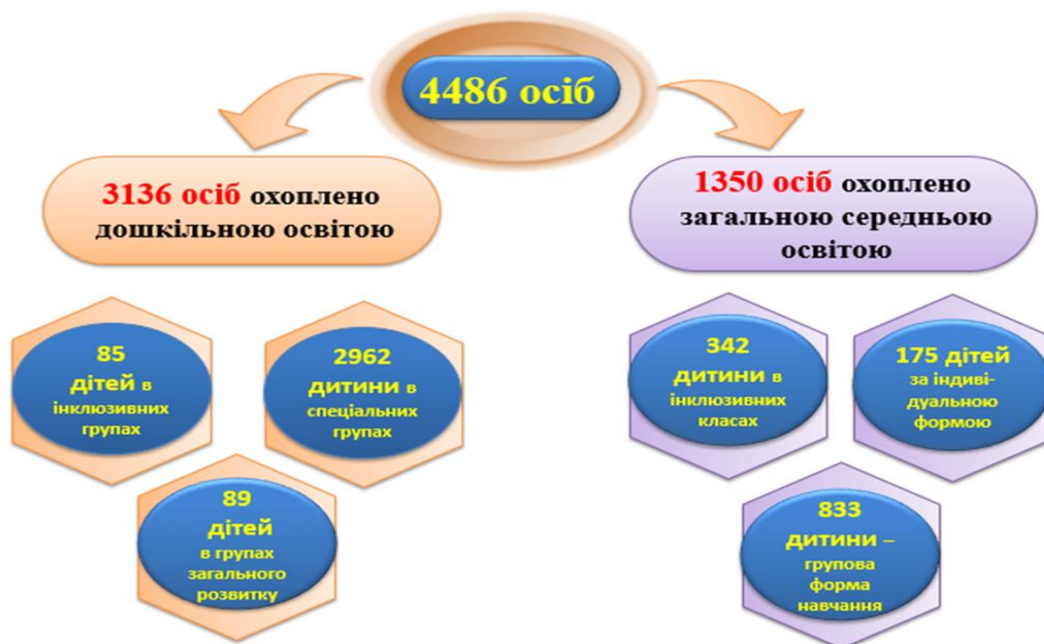 4486 осіб
3136 осіб охоплено
дошкільною освітою
1350 осіб охоплено
загальною середньою
освітою
85
дітей в
інклюзивних
групах
2962
дитини в
спеціальних
групах
89
дітей
в групах
загального
розвитку
342
дитини в
інклюзивних
класах
175 дітей
за індиві-
дуальною
формою
833
дитини –
групова
форма
навчання